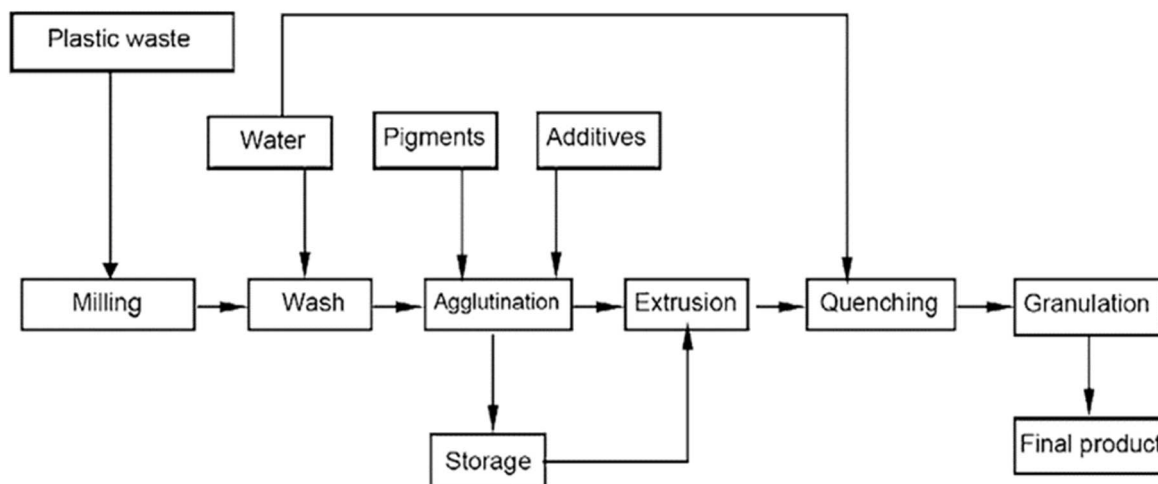 Plastic waste
Water
Pigments
Additives
Milling
Wash
Agglutination
Extrusion
Quenching
Granulation
Storage
Final product